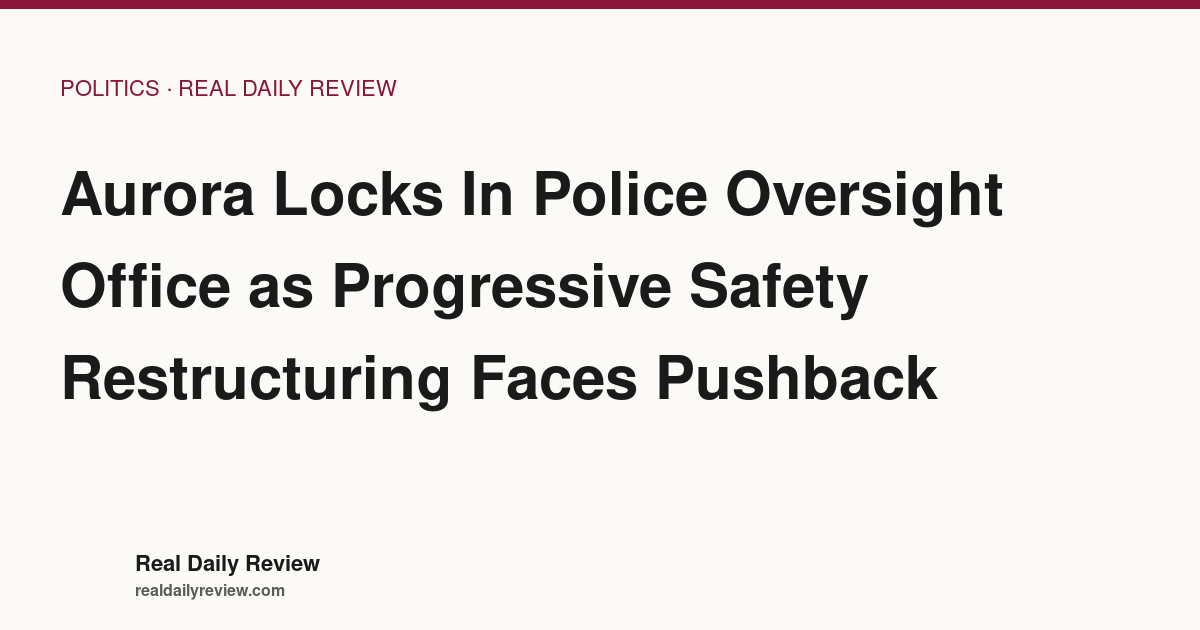 POLITICS · REAL DAILY REVIEW
Aurora Locks In Police Oversight
Office as Progressive Safety
Restructuring Faces Pushback
Real Daily Review
realdailyreview.com